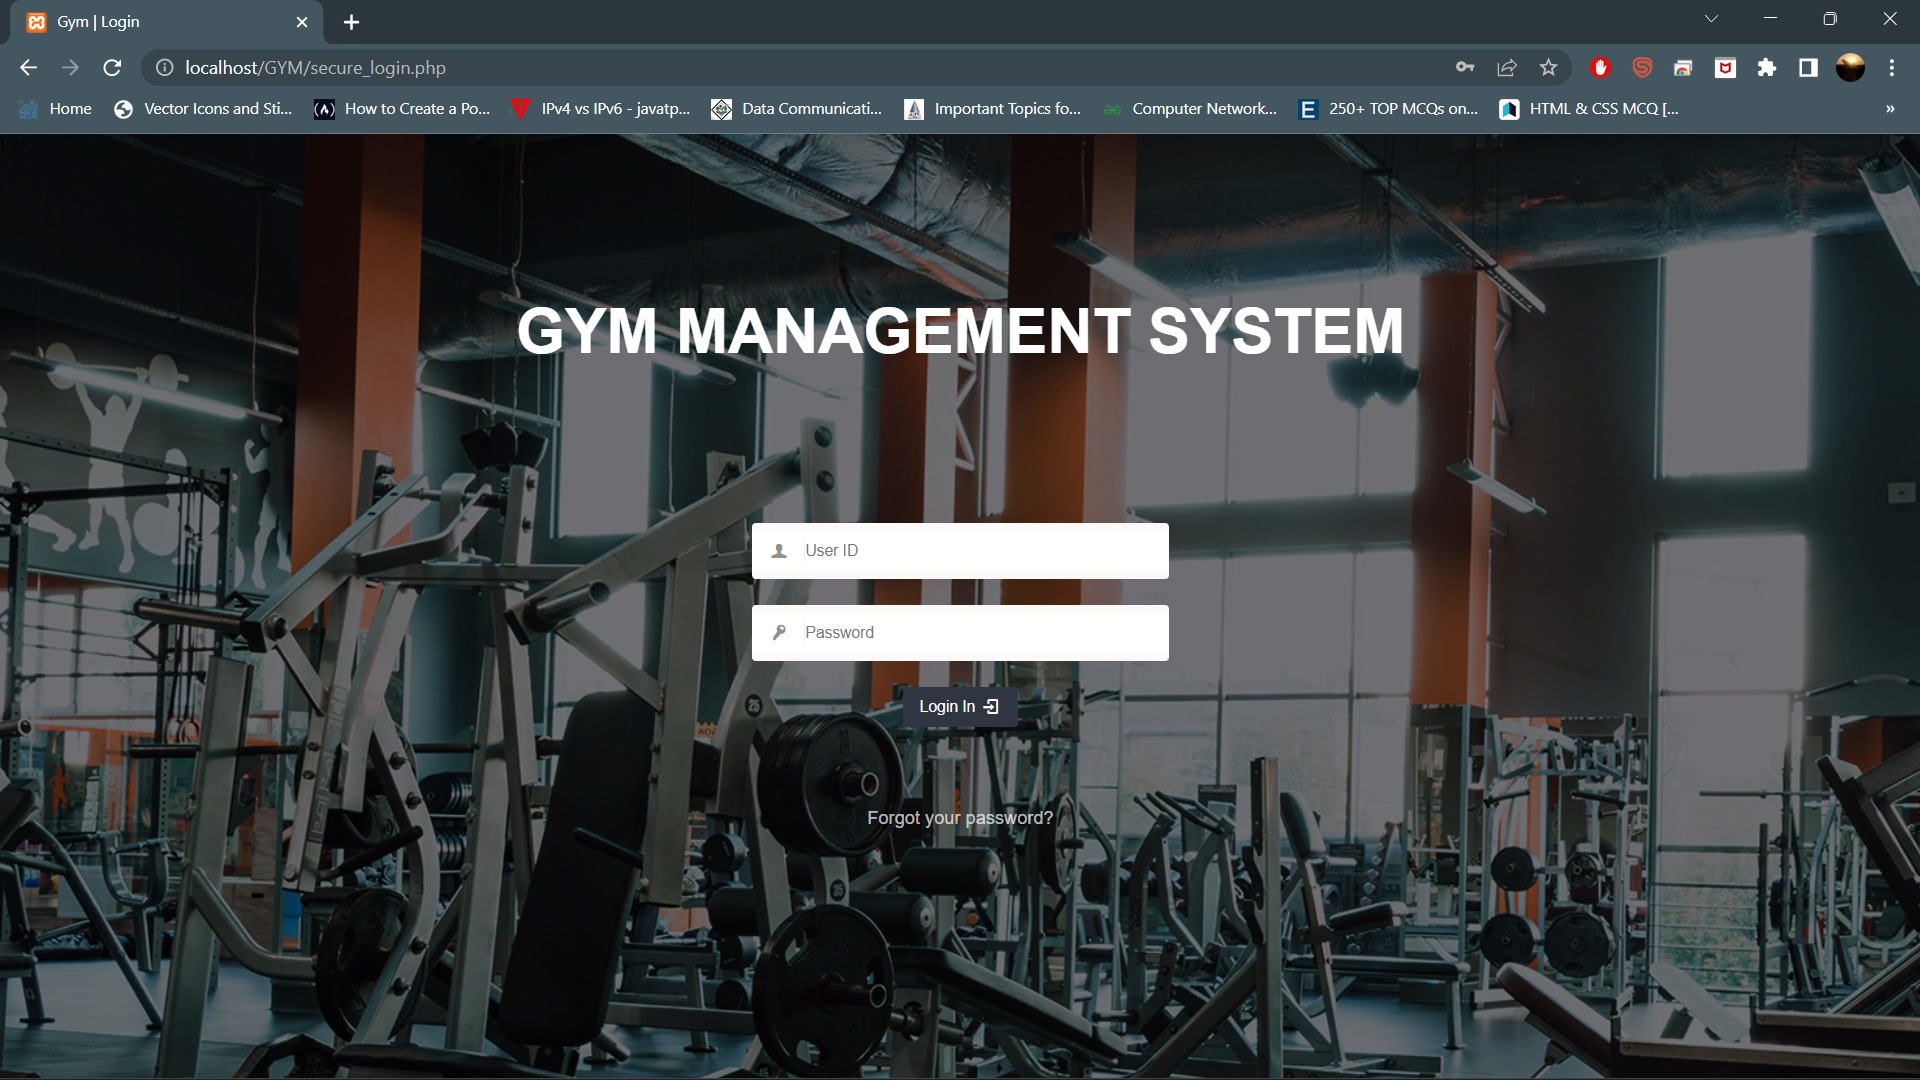 Gym | Login
localhost/GYM/secure_login.php
Home
Vector Icons and Sti...
How to Create a Po...
IPv4 vs IPv6 - javatp...
Data Communicati...
Important Topics fo...
Computer Network...
250+ TOP MCQs on...
HTML & CSS MCQ [...
»
GYM MANAGEMENT SYSTEM
User ID
Password
Login In
Forgot your password?
25
35